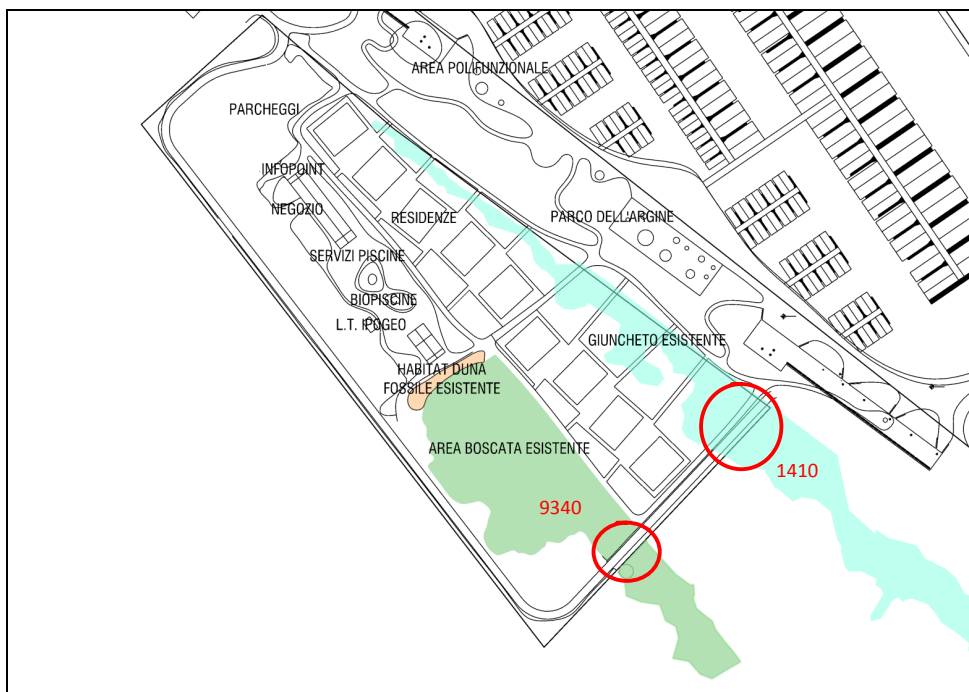 AREA POLIFUNZIONALE
PARCHEGGI
INFOPOINT
NEGOZIO
RESIDENZE
PARCO DELL'ARGINE
SERVIZI PISCINE
BIOPISCINE
L.T. IPOGEO
GIUNCHETO ESISTENTE
HABITAT DUNA
FOSSILE ESISTENTE
AREA BOSCATA ESISTENTE
1410
9340